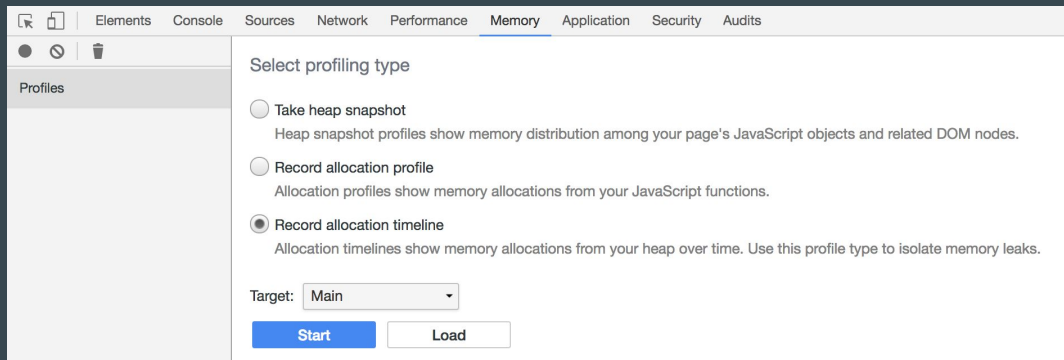 Elements Console Sources Network Performance Memory Application Security Audits
Profiles
Select profiling type
Take heap snapshot
Heap snapshot profiles show memory distribution among your page's JavaScript objects and related DOM nodes.
Record allocation profile
Allocation profiles show memory allocations from your JavaScript functions.
Record allocation timeline
Allocation timelines show memory allocations from your heap over time. Use this profile type to isolate memory leaks.
Target: Main
Start Load